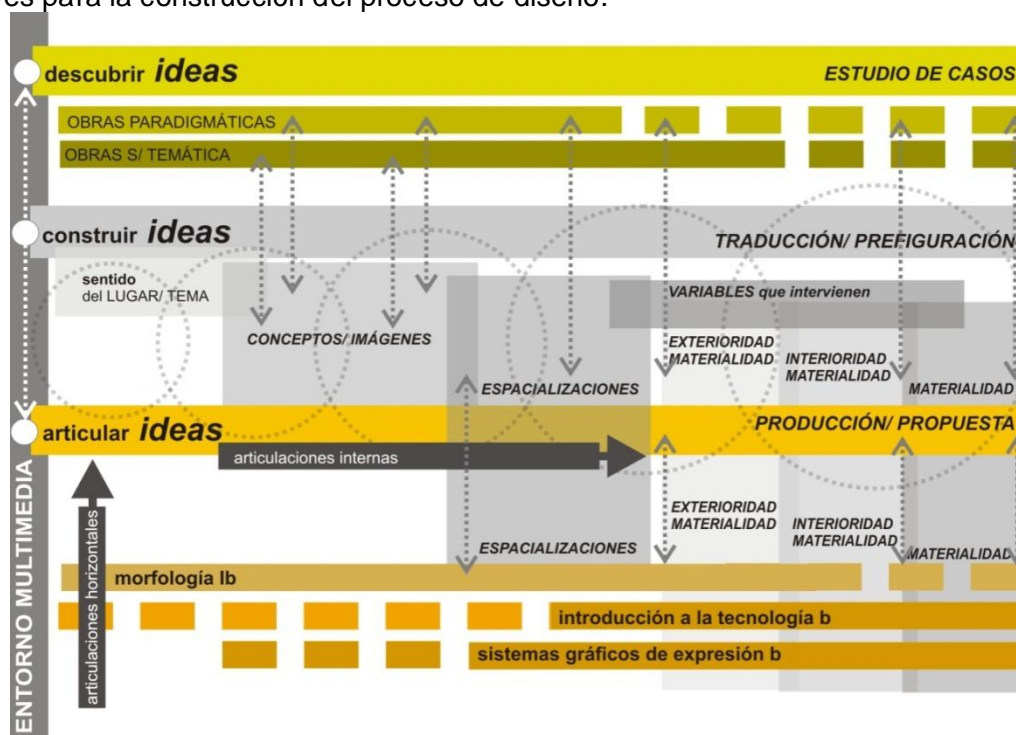 es para la construcción del proceso de diseño.
descubrir ideas
ESTUDIO DE CASOS
OBRAS PARADIGMÁTICAS
OBRAS S/ TEMÁTICA
construir ideas
TRADUCCIÓN/ PREFIGURACIÓN
sentido
del LUGAR/ TEMA
VARIABLES que intervienen
CONCEPTOS/ IMÁGENES
EXTERIORIDAD
MATERIALIDAD
INTERIORIDAD
MATERIALIDAD
ESPACIALIZACIONES
MATERIALIDAD
articular ideas
PRODUCCIÓN/ PROPUESTA
articulaciones internas
EXTERIORIDAD
MATERIALIDAD
INTERIORIDAD
MATERIALIDAD
ESPACIALIZACIONES
MATERIALIDAD
morfología Ib
introducción a la tecnología b
sistemas gráficos de expresión b
articulaciones horizontales
ENTORNO MULTIMEDIA